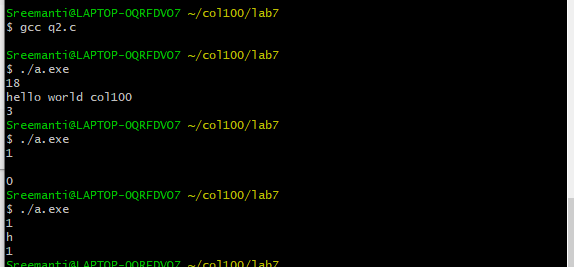 Sreemanti@LAPTOP-OQRFDVO7 ~/col100/lab7
$ gcc q2.c
Sreemanti@LAPTOP-OQRFDVO7 ~/col100/lab7
$ ./a.exe
18
hello world col100
3
Sreemanti@LAPTOP-OQRFDVO7 ~/col100/lab7
$ ./a.exe
1
0
Sreemanti@LAPTOP-OQRFDVO7 ~/col100/lab7
$ ./a.exe
1
h
1
Sreemanti@LAPTOP-OQRFDVO7 ~/col100/lab7